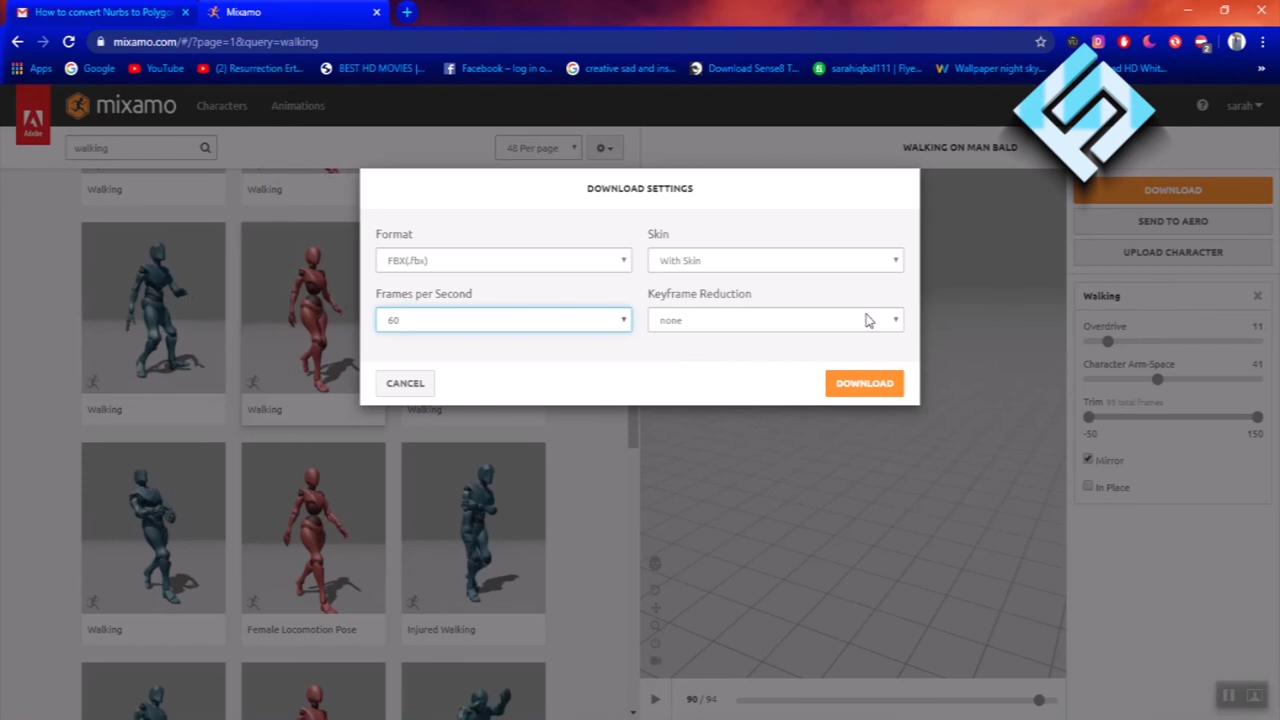 How to convert Nurbs to Polygo
Mixamo
mixamo.com/#/?page=1&query=walking
Apps
Google
YouTube
(2) Resurrection Ert...
BEST HD MOVIES |...
Facebook – log in o...
creative sad and ins...
Download Sense8 T...
sarahiqbal111 | Fiye...
Wallpaper night sky...
ad HD Whit...
Adobe
mixamo
Characters
Animations
sarah
walking
48 Per page
WALKING ON MAN BALD
Walking
Walking
DOWNLOAD SETTINGS
Format
Skin
FBX(.fbx)
With Skin
Frames per Second
Keyframe Reduction
60
none
CANCEL
DOWNLOAD
DOWNLOAD
SEND TO AERO
UPLOAD CHARACTER
Walking
Overdrive
11
Character Arm-Space
41
Trim 95 total frames
-50
150
Mirror
In Place
Walking
Walking
Walking
Walking
Female Locomotion Pose
Injured Walking
90 / 94